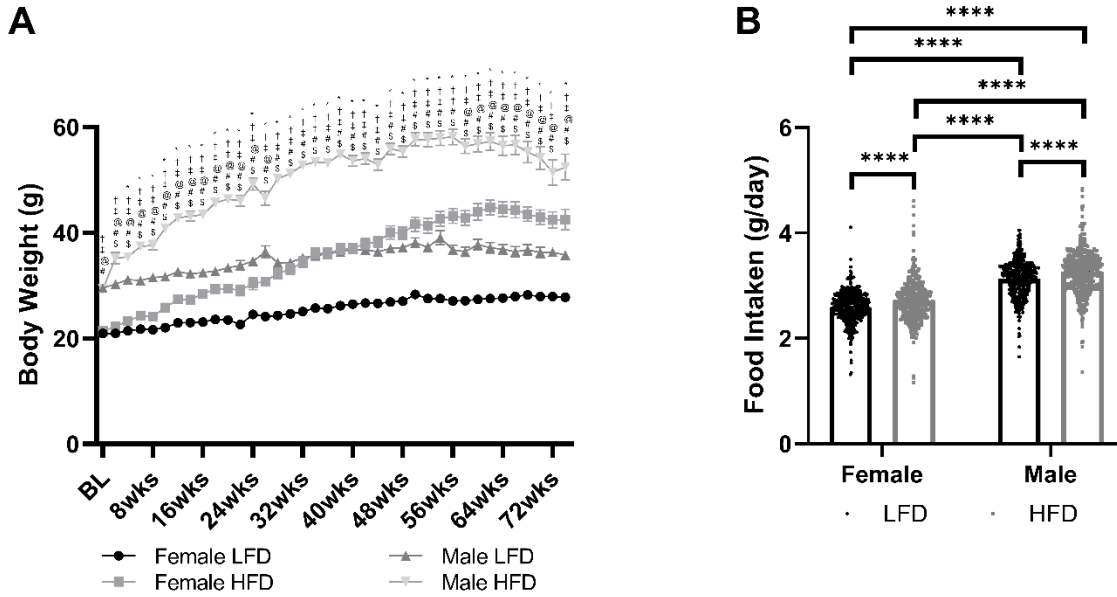 A
B
****
****
****
****
****
****
60
40
20
0
Body Weight (g)
BL
8wks
16wks
24wks
32wks
40wks
48wks
56wks
64wks
72wks
Female LFD
Female HFD
Male LFD
Male HFD
6
4
2
0
Food Intaken (g/day)
Female
Male
LFD
HFD